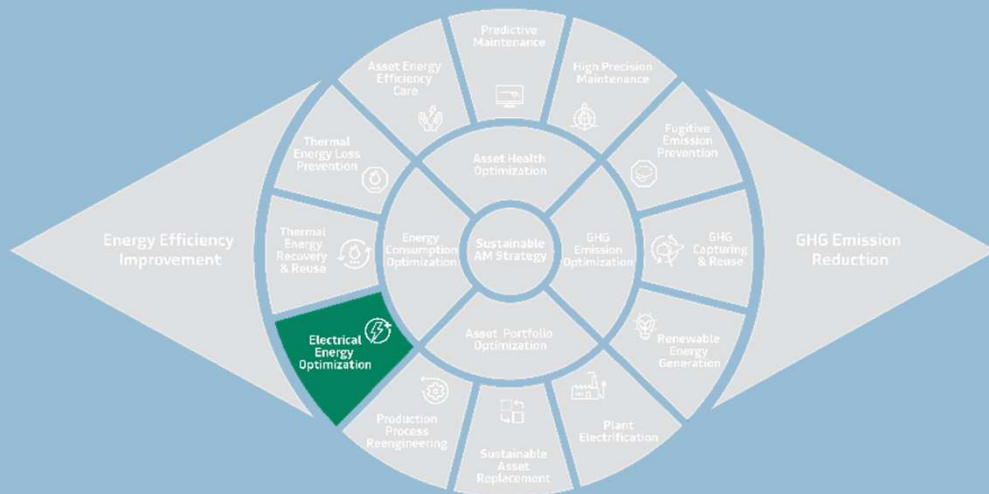 Predictive
Maintenance
Asset Energy
Efficiency
Care
High Precision
Maintenance
Thermal
Energy Loss
Prevention
Fugitive
Emission
Prevention
Asset Health
Optimization
Energy Efficiency
Improvement
Thermal
Energy
Recovery
& Reuse
Energy
Consumption
Optimization
Sustainable
AM Strategy
GHG
Emission
Optimization
GHG
Capturing
& Reuse
GHG Emission
Reduction
Electrical
Energy
Optimization
Asset Portfolio
Optimization
Renewable
Energy
Generation
Production
Process
Reengineering
Sustainable
Asset
Replacement
Plant
Electrification